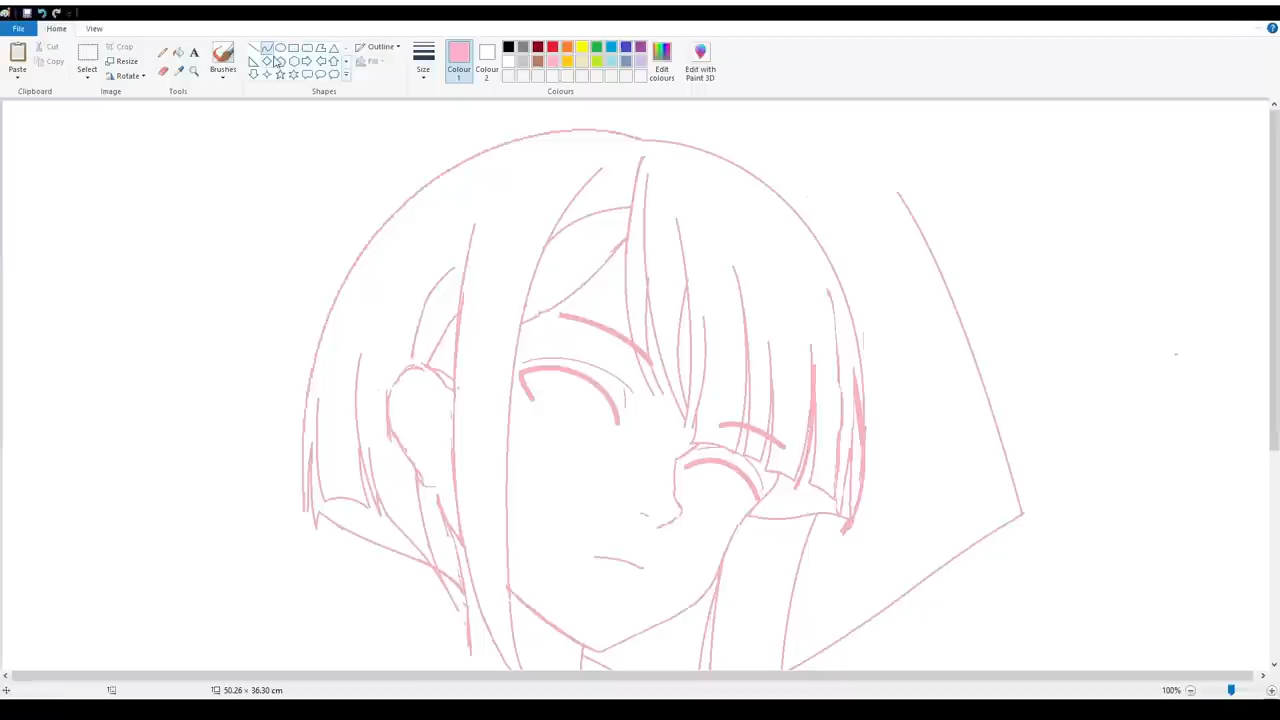 File Home View
Paste
Cut
Copy
Clipboard
Select
Crop
Resize
Rotate
Image
A
Tools
Brushes
Outline
Fill
Shapes
Size
Colour
1
Colour
2
Edit
colours
Colours
Edit with
Paint 3D
50.26 × 36.30 cm
100%